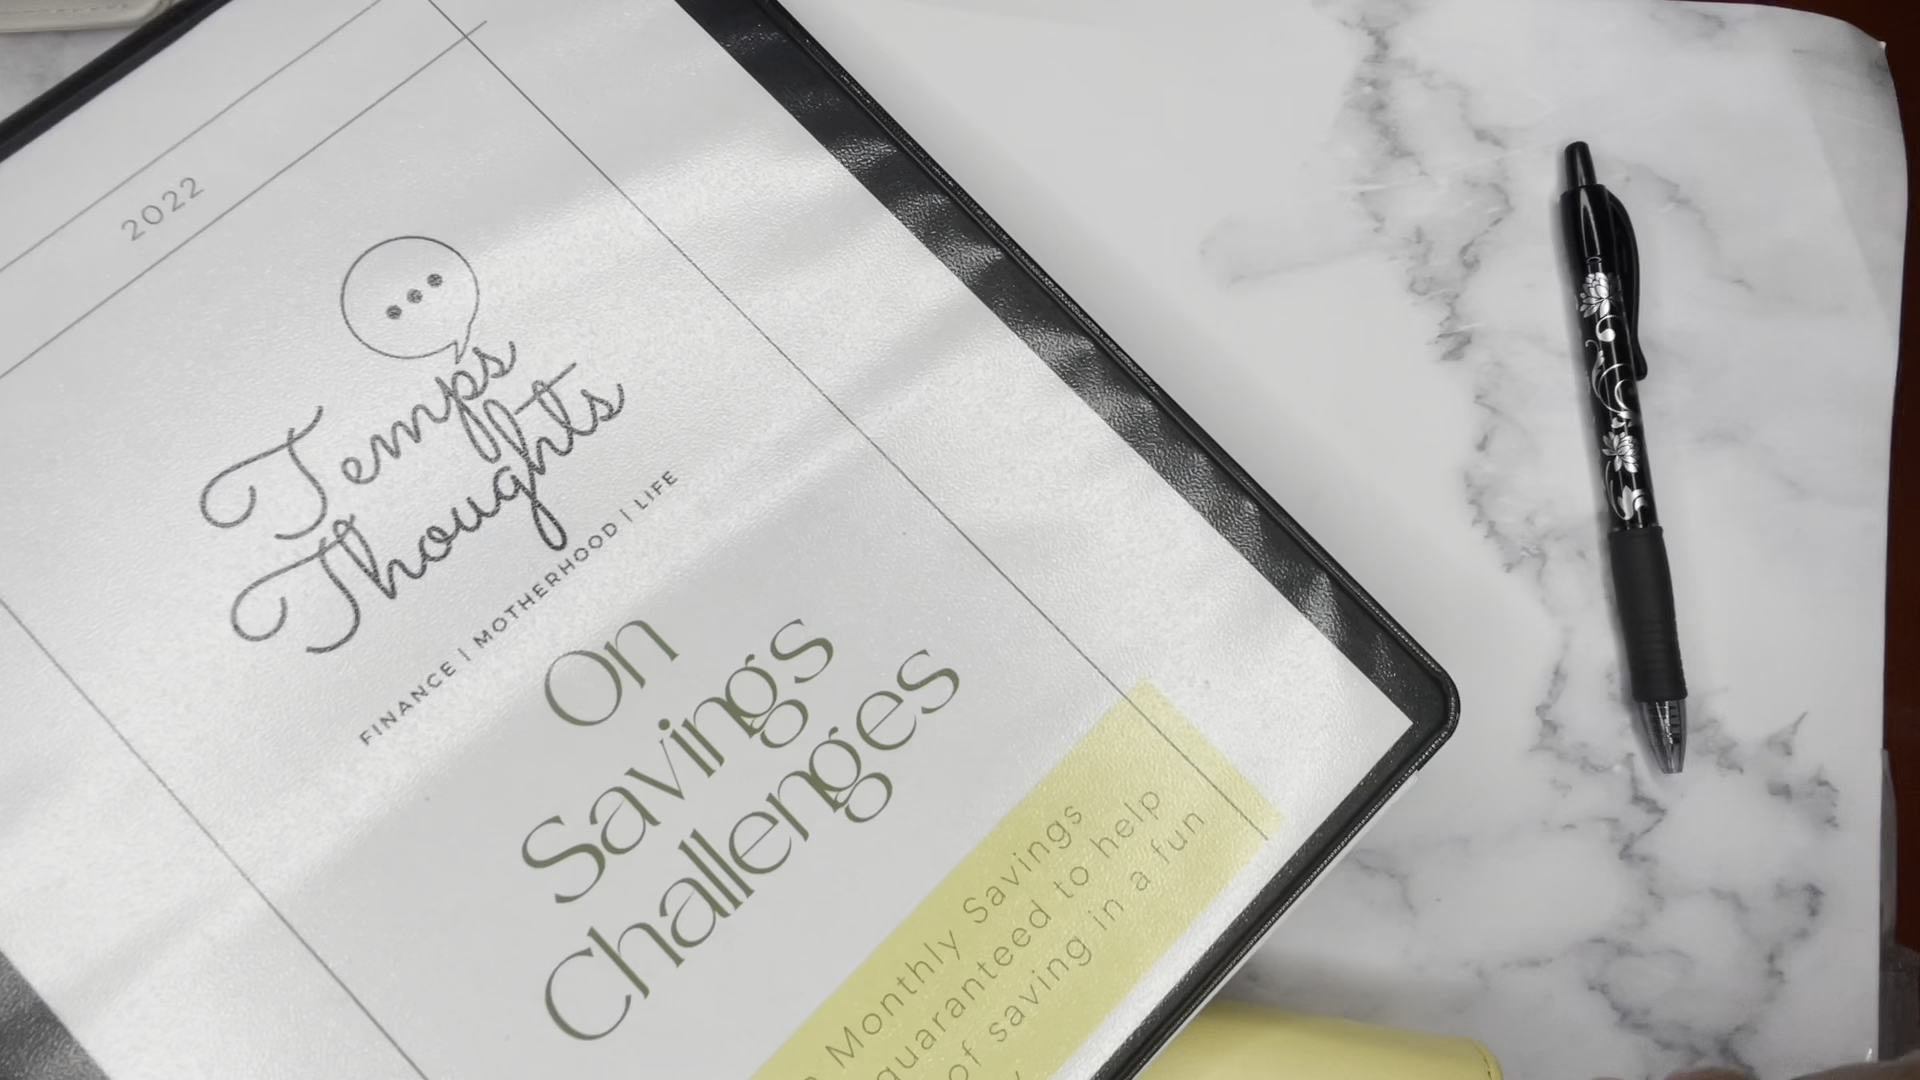 2022
Temps
Thoughts
FINANCE | MOTHERHOOD | LIFE
On
Savings
Challenges
Monthly Savings
guaranteed to help
of saving in a fun